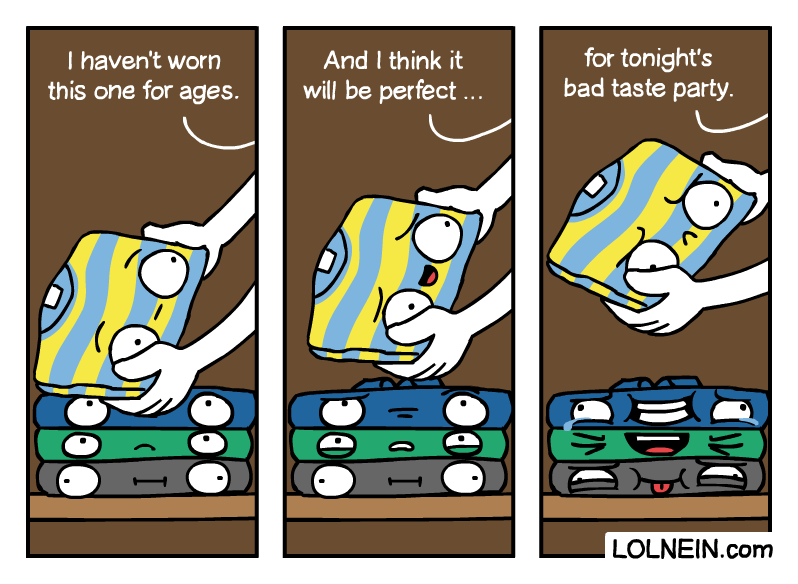 I haven't worn
this one for ages.
And I think it
will be perfect ...
for tonight's
bad taste party.
LOLNEIN.com